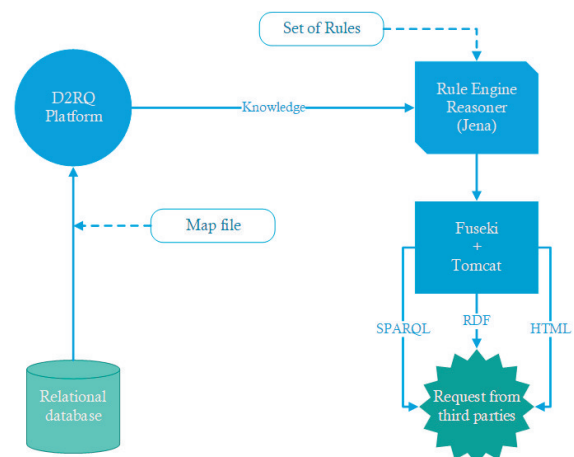 Set of Rules
D2RQ
Platform
Knowledge
Rule Engine
Reasoner
(Jena)
Map file
Fuseki
+
Tomcat
SPARQL
RDF
HTML
Relational
database
Request from
third parties